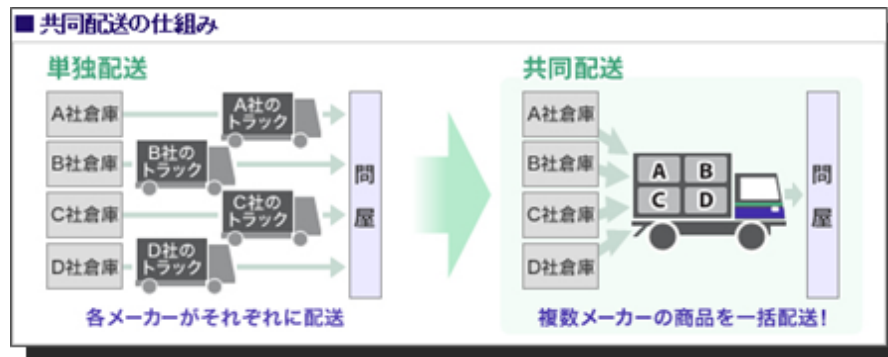 ■ 共同配送の仕組み
単独配送
A社倉庫
A社の
トラック
B社倉庫
B社の
トラック
C社倉庫
C社の
トラック
D社倉庫
D社の
トラック
問屋
各メーカーがそれぞれに配送
共同配送
A社倉庫
B社倉庫
C社倉庫
D社倉庫
A B
C D
問屋
複数メーカーの商品を一括配送!